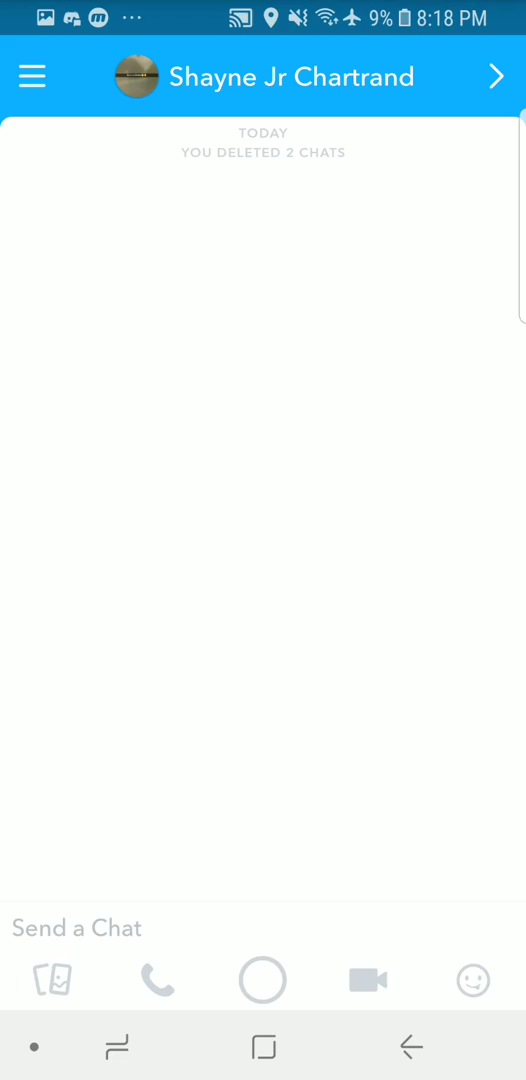 9% 8:18 PM
Shayne Jr Chartrand
TODAY
YOU DELETED 2 CHATS
Send a Chat